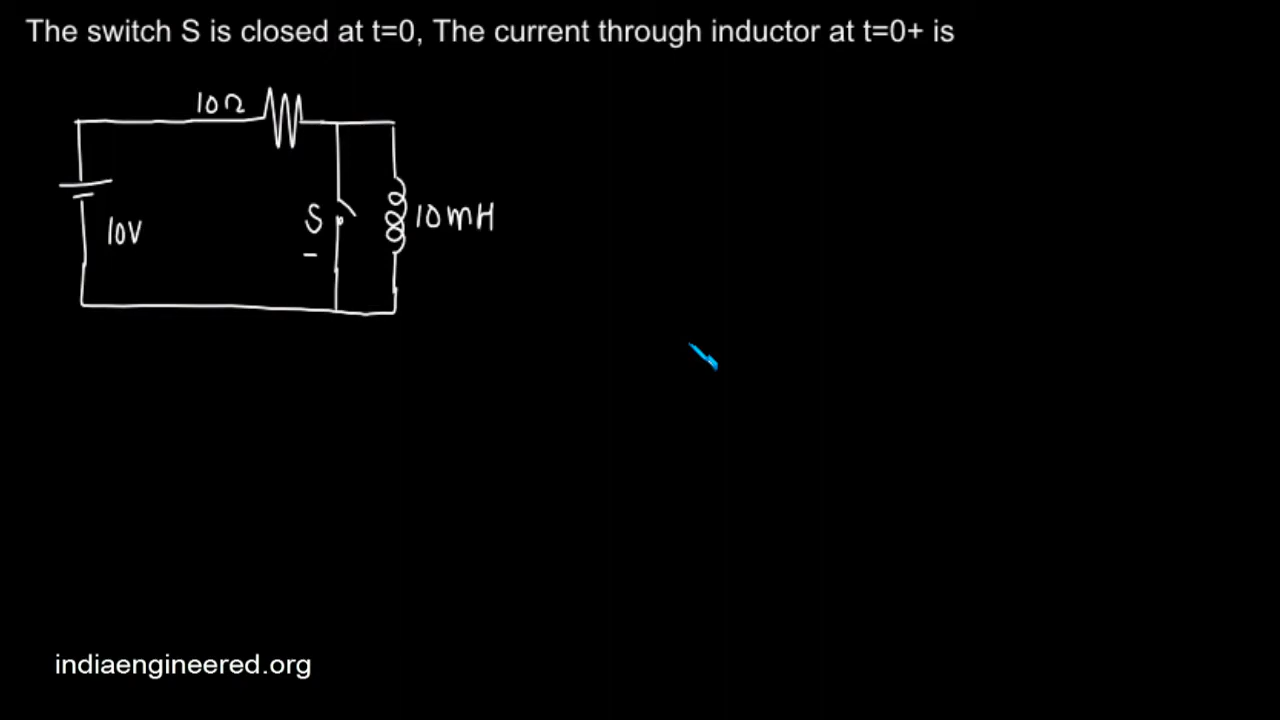 The switch S is closed at t=0, The current through inductor at t=0+ is
10Ω
10V
S
10mH
indiaengineered.org